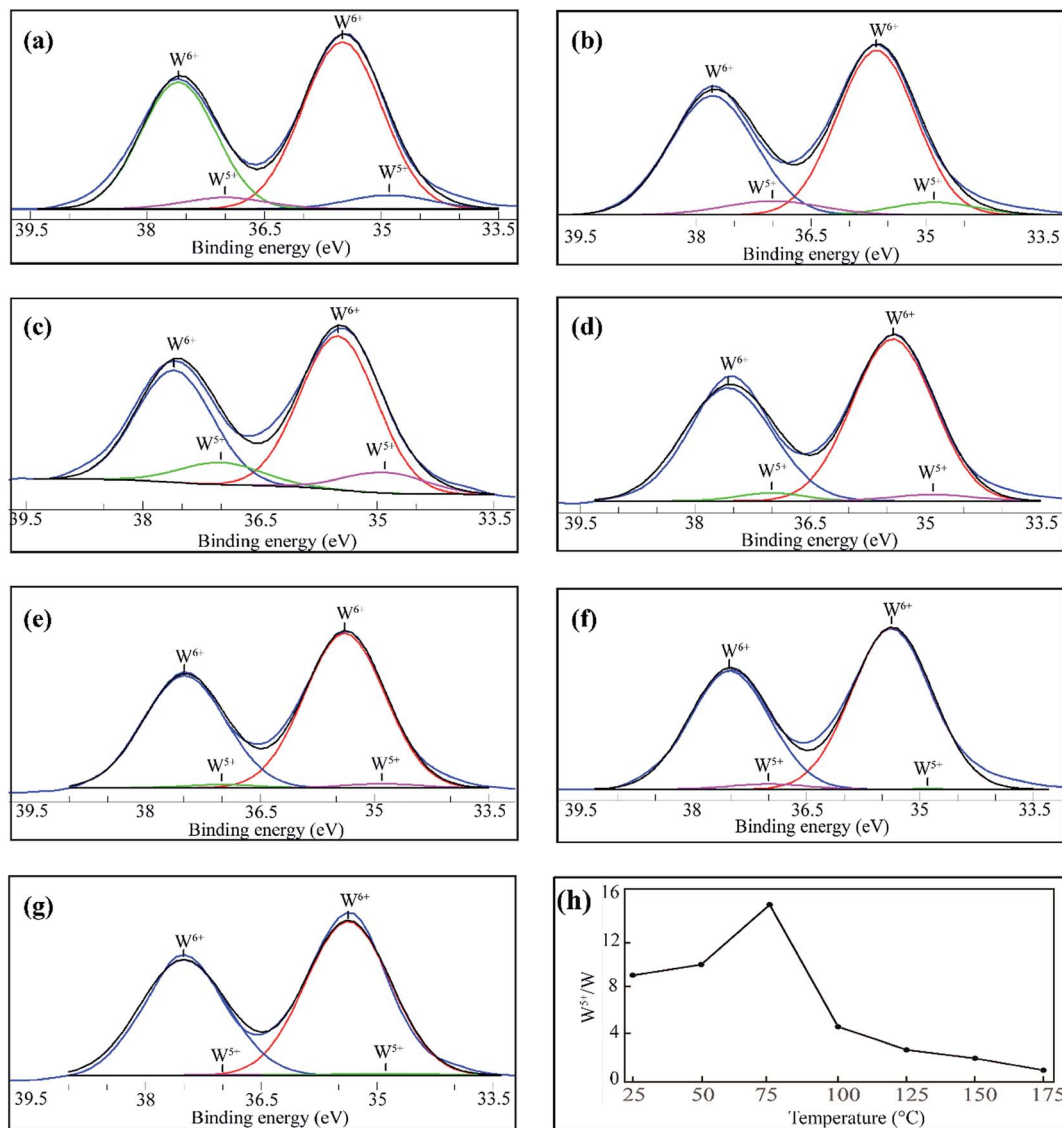 (a)
W⁶⁺
W⁶⁺
W⁵⁺
W⁵⁺
39.5 38 36.5 35 33.5
Binding energy (eV)
(b)
W⁶⁺
W⁶⁺
W⁵⁺
W⁵⁺
39.5 38 36.5 35 33.5
Binding energy (eV)
(c)
W⁶⁺
W⁶⁺
W⁵⁺
W⁵⁺
39.5 38 36.5 35 33.5
Binding energy (eV)
(d)
W⁶⁺
W⁶⁺
W⁵⁺
W⁵⁺
39.5 38 36.5 35 33.5
Binding energy (eV)
(e)
W⁶⁺
W⁶⁺
W⁵⁺
W⁵⁺
39.5 38 36.5 35 33.5
Binding energy (eV)
(f)
W⁶⁺
W⁶⁺
W⁵⁺
W⁵⁺
39.5 38 36.5 35 33.5
Binding energy (eV)
(g)
W⁶⁺
W⁶⁺
W⁵⁺
W⁵⁺
39.5 38 36.5 35 33.5
Binding energy (eV)
(h)
16
12
8
4
0
W⁵⁺/W
25 50 75 100 125 150 175
Temperature (°C)